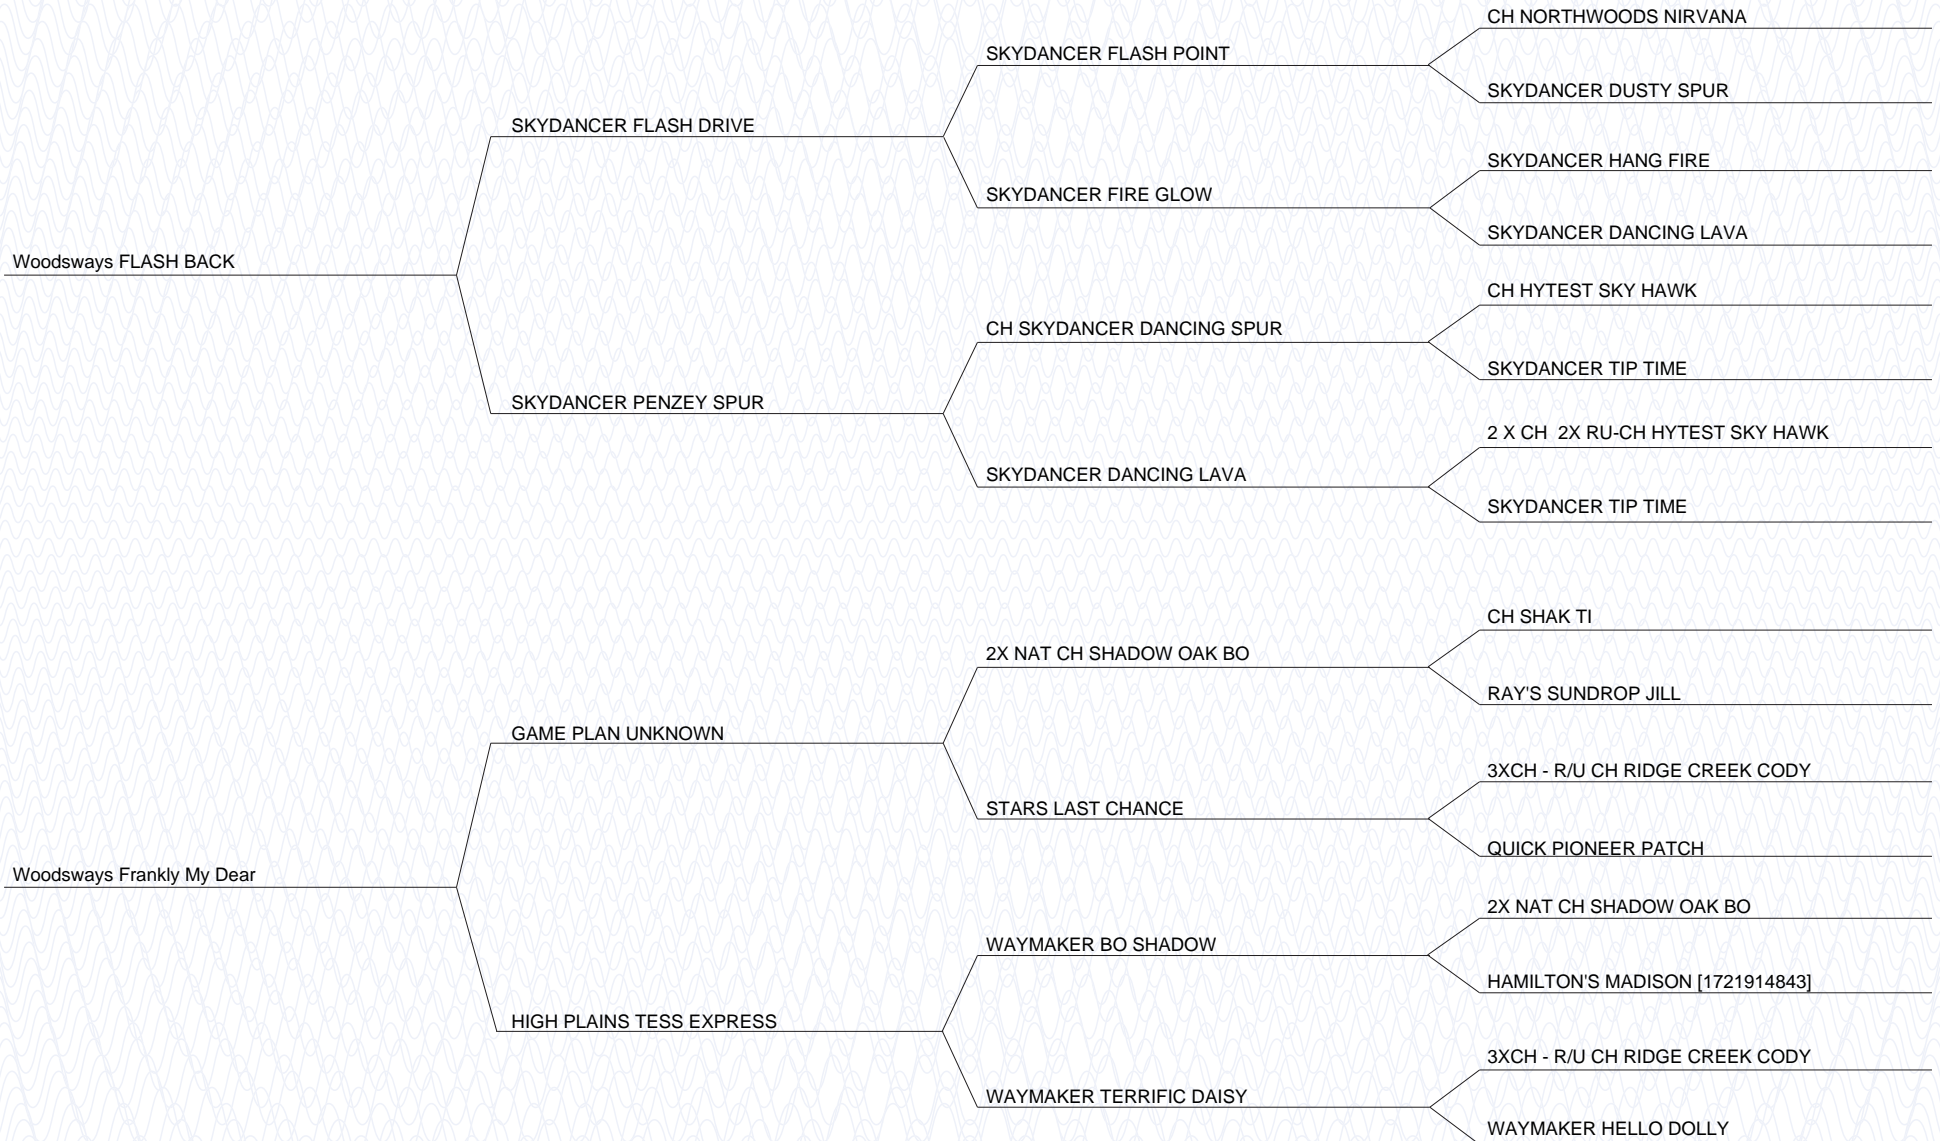 CH NORTHWOODS NIRVANA
SKYDANCER FLASH POINT
SKYDANCER DUSTY SPUR
SKYDANCER FLASH DRIVE
SKYDANCER HANG FIRE
SKYDANCER FIRE GLOW
SKYDANCER DANCING LAVA
Woodsways FLASH BACK
CH HYTEST SKY HAWK
CH SKYDANCER DANCING SPUR
SKYDANCER TIP TIME
SKYDANCER PENZEY SPUR
2 X CH  2X RU-CH HYTEST SKY HAWK
SKYDANCER DANCING LAVA
SKYDANCER TIP TIME
CH SHAK TI
2X NAT CH SHADOW OAK BO
RAY'S SUNDROP JILL
GAME PLAN UNKNOWN
3XCH - R/U CH RIDGE CREEK CODY
STARS LAST CHANCE
QUICK PIONEER PATCH
Woodsways Frankly My Dear
2X NAT CH SHADOW OAK BO
WAYMAKER BO SHADOW
HAMILTON'S MADISON [1721914843]
HIGH PLAINS TESS EXPRESS
3XCH - R/U CH RIDGE CREEK CODY
WAYMAKER TERRIFIC DAISY
WAYMAKER HELLO DOLLY